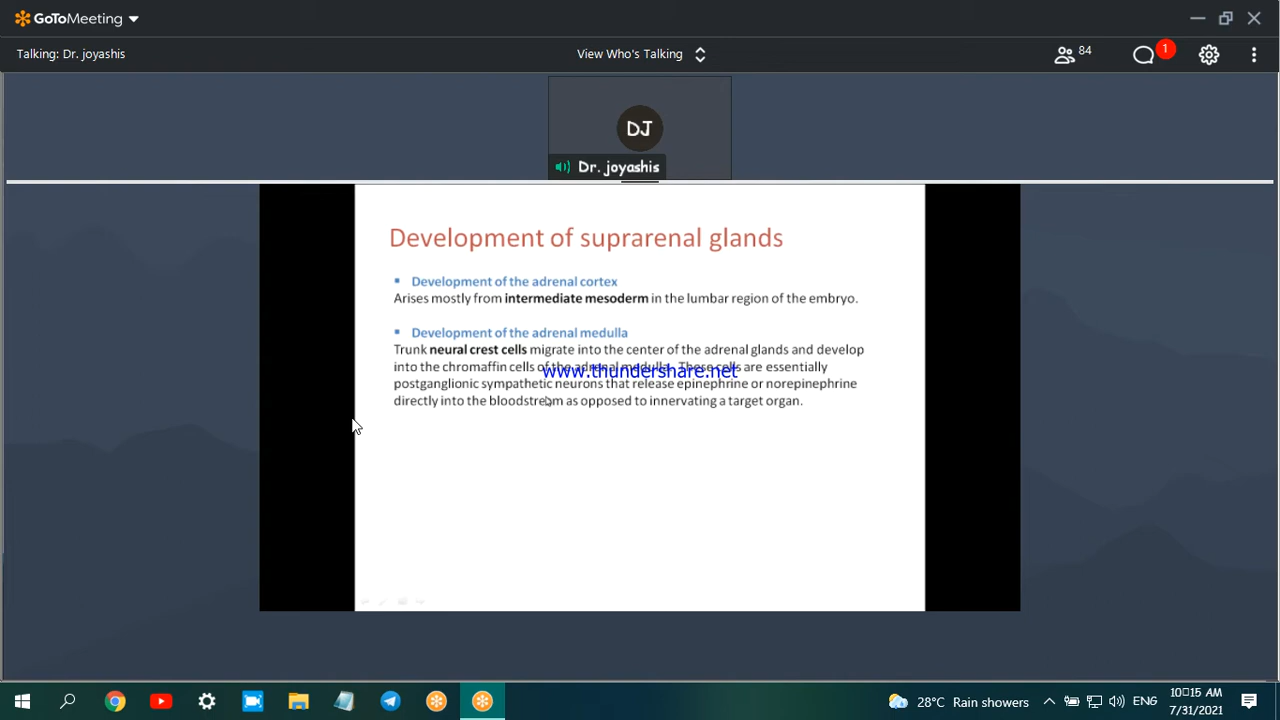 GoToMeeting
Talking: Dr. joyashis
View Who's Talking
84
1
DJ
Dr. joyashis
Development of suprarenal glands
Development of the adrenal cortex
Arises mostly from intermediate mesoderm in the lumbar region of the embryo.
Development of the adrenal medulla
Trunk neural crest cells migrate into the center of the adrenal glands and develop
into the chromaffin cells of the adrenal medulla. These cells are essentially
www.thundershare.net
postganglionic sympathetic neurons that release epinephrine or norepinephrine
directly into the bloodstream as opposed to innervating a target organ.
28°C Rain showers
ENG
10:15 AM
7/31/2021